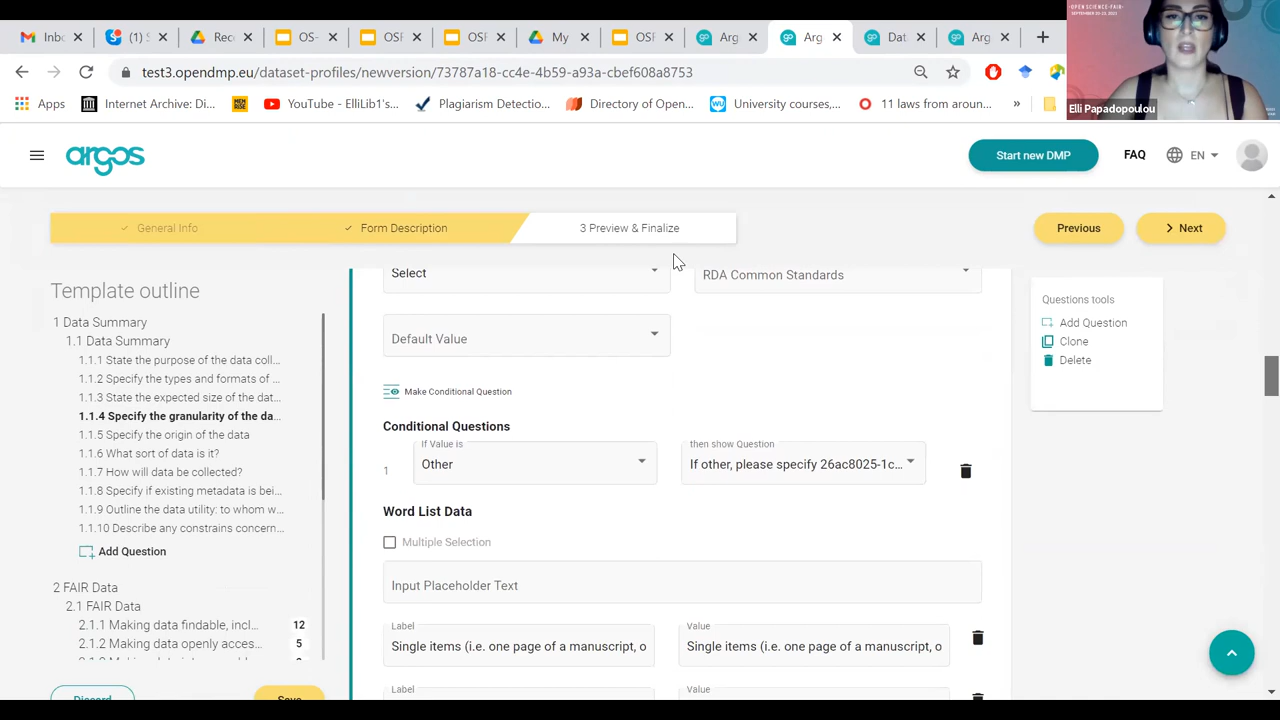 Inb
(1) S
Rec
OS-
OSF
OSF
My
OSF
Arg
Arg
Dat
Arg
-OPEN SCIENCE-
FAIR
test3.opendmp.eu/dataset-profiles/newversion/73787a18-cc4e-4b59-a93a-cbef608a8753
Apps
Internet Archive: Di...
YouTube - ElliLib1's...
Plagiarism Detectio...
Directory of Open...
University courses,...
11 laws from aroun...
»
Elli Papadopoulou
argos
Start new DMP
FAQ
EN
General Info
Form Description
3 Preview & Finalize
Previous
Next
Template outline
1 Data Summary
1.1 Data Summary
1.1.1 State the purpose of the data coll...
1.1.2 Specify the types and formats of ...
1.1.3 State the expected size of the dat...
1.1.4 Specify the granularity of the da...
1.1.5 Specify the origin of the data
1.1.6 What sort of data is it?
1.1.7 How will data be collected?
1.1.8 Specify if existing metadata is bei...
1.1.9 Outline the data utility: to whom w...
1.1.10 Describe any constrains concern...
Add Question
2 FAIR Data
2.1 FAIR Data
2.1.1 Making data findable, incl... 12
2.1.2 Making data openly acces... 5
Discard
Save
Select
RDA Common Standards
Default Value
Make Conditional Question
Conditional Questions
If Value is
then show Question
1
Other
If other, please specify 26ac8025-1c...
Word List Data
Multiple Selection
Input Placeholder Text
Label
Value
Single items (i.e. one page of a manuscript, o
Single items (i.e. one page of a manuscript, o
Label
Value
Questions tools
Add Question
Clone
Delete